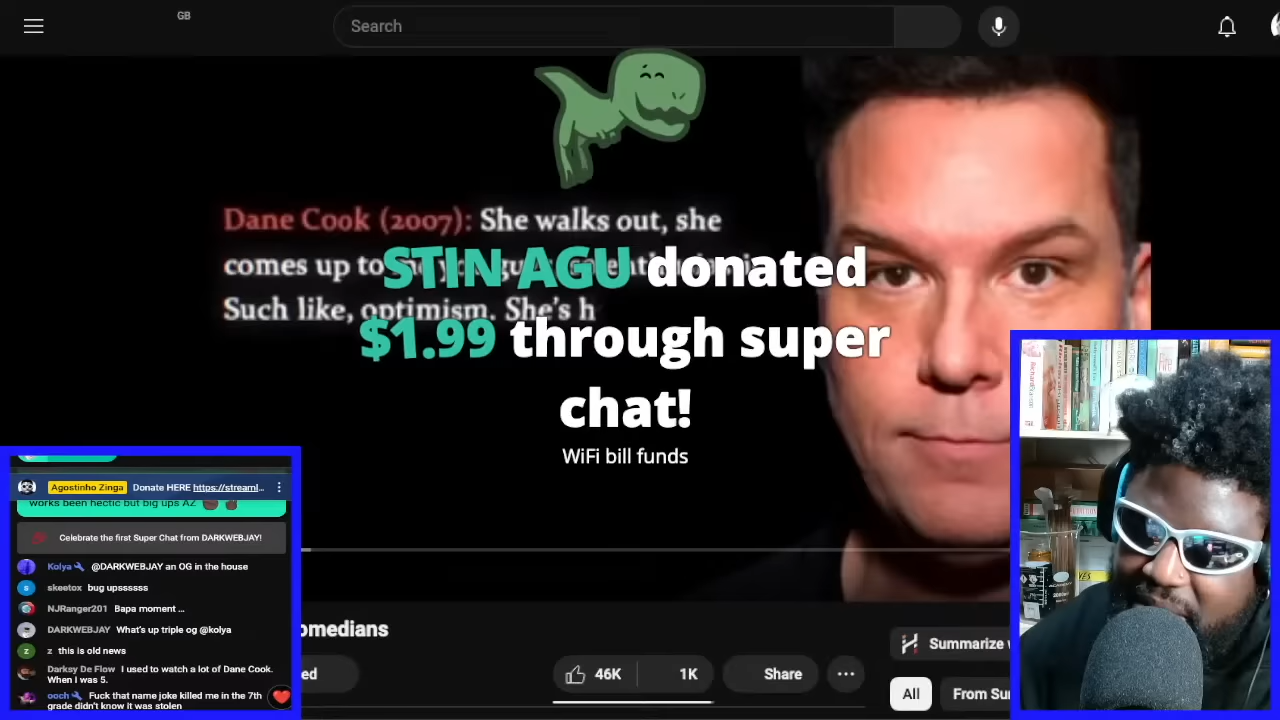 GB
Search
Dane Cook (2007): She walks out, she
comes up to
Such like, optimism. She's h
STIN AGU donated
$1.99 through super
chat!
WiFi bill funds
omedians
ed
46K
1K
Share
Summarize
All
From Su
Agostinho Zinga Donate HERE https://streaml...
works been hectic but big ups AZ
Celebrate the first Super Chat from DARKWEBJAY!
Kolya @DARKWEBJAY an OG in the house
skeetox bug upssssss
NJRanger201 Bapa moment ...
DARKWEBJAY What's up triple og @kolya
z this is old news
Darksy De Flow I used to watch a lot of Dane Cook.
When I was 5.
ooch Fuck that name joke killed me in the 7th
grade didn't know it was stolen
YES